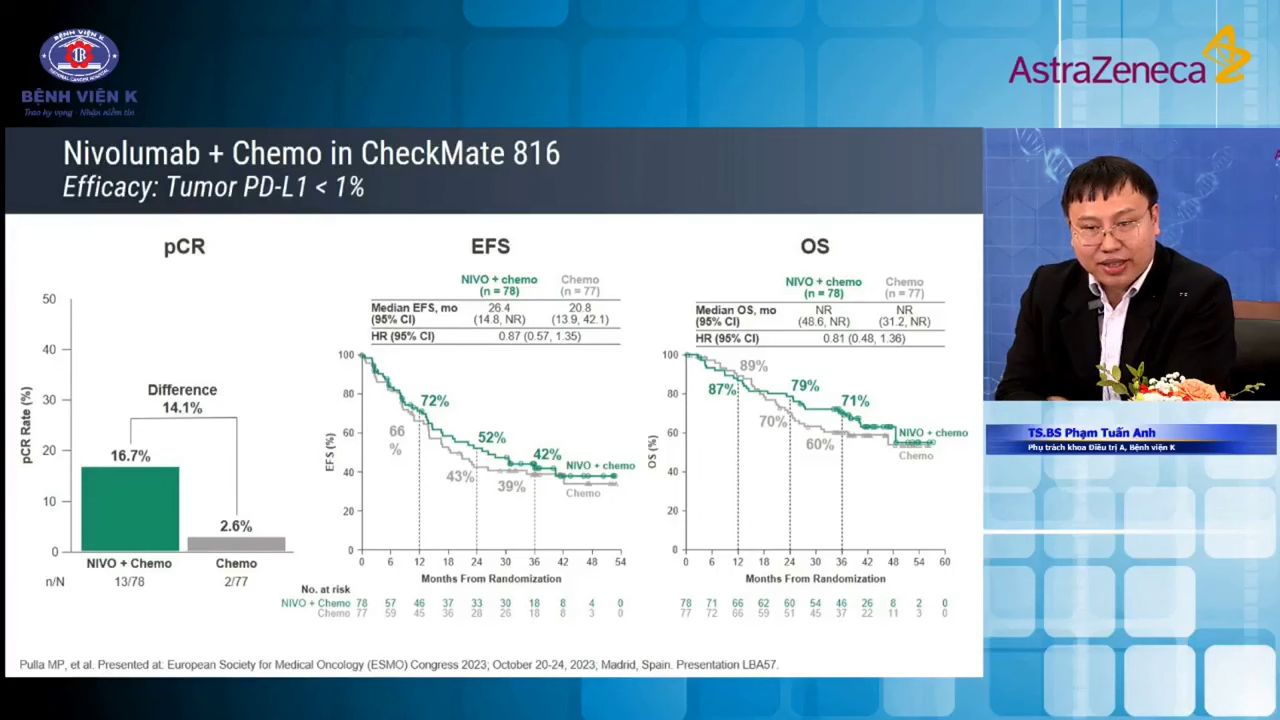 BỆNH VIỆN K
BỆNH VIỆN K
Trao hy vọng - Nhận niềm tin
AstraZeneca
Nivolumab + Chemo in CheckMate 816
Efficacy: Tumor PD-L1 < 1%
pCR
pCR Rate (%)
50
40
30
20
10
0
Difference
14.1%
16.7%
2.6%
NIVO + Chemo Chemo
n/N 13/78 2/77
EFS
NIVO + chemo Chemo
(n = 78) (n = 77)
Median EFS, mo 26.4 20.8
(95% CI) (14.8, NR) (13.9, 42.1)
HR (95% CI) 0.87 (0.57, 1.35)
EFS (%)
100
80
60
40
20
0
72%
66
%
52%
43%
42%
39%
NIVO + chemo
Chemo
0 6 12 18 24 30 36 42 48 54
Months From Randomization
No. at risk
NIVO + Chemo 78 57 46 37 33 30 18 8 4 0
Chemo 77 59 45 36 28 26 18 8 3 0
OS
NIVO + chemo Chemo
(n = 78) (n = 77)
Median OS, mo NR NR
(95% CI) (48.6, NR) (31.2, NR)
HR (95% CI) 0.81 (0.48, 1.36)
OS (%)
100
80
60
40
20
0
89%
87%
79%
70%
71%
60%
NIVO + chemo
Chemo
0 6 12 18 24 30 36 42 48 54 60
Months From Randomization
78 71 66 62 60 54 46 26 8 2 0
77 72 66 59 51 45 37 22 11 3 0
Pulla MP, et al. Presented at: European Society for Medical Oncology (ESMO) Congress 2023; October 20-24, 2023; Madrid, Spain. Presentation LBA57.
TS.BS Phạm Tuấn Anh
Phụ trách khoa Điều trị A, Bệnh viện K